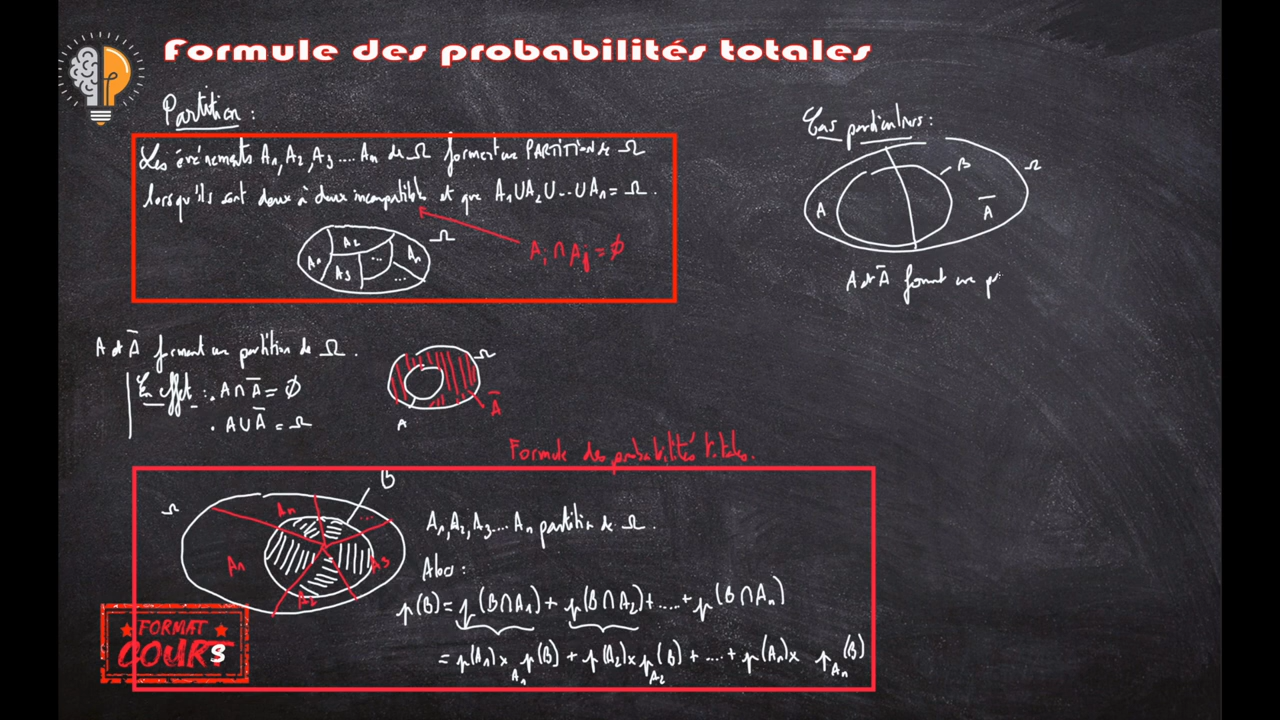 Formule des probabilités totales
Partition :
Les événements A1, A2, A3 .... An de Ω forment une PARTITION de Ω
lorsqu'ils sont deux à deux incompatibles et que A1 ∪ A2 ∪ ... ∪ An = Ω .
A2 Ω
A1 A3 ... An
...
Ai ∩ Aj = ∅
A et A̅ forment une partition de Ω .
En effet : . A ∩ A̅ = ∅
. A ∪ A̅ = Ω
Ω
A̅
A
Formule des probabilités totales.
B
Ω
An ...
A1 A3
A2
A1, A2, A3 .... An partition de Ω .
Alors :
p(B) = p(B ∩ A1) + p(B ∩ A2) + .... + p(B ∩ An)
= p(A1) × pA1(B) + p(A2) × pA2(B) + ... + p(An) × pAn(B)
FORMAT
COURS
Cas particuliers :
B Ω
A A̅
A et A̅ forment une p